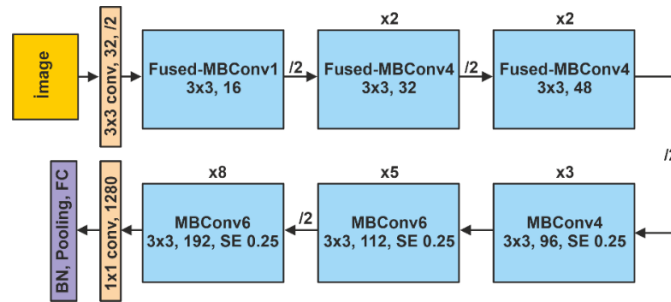 image
3x3 conv, 32, /2
Fused-MBConv1
3x3, 16
/2
x2
Fused-MBConv4
3x3, 32
/2
x2
Fused-MBConv4
3x3, 48
/2
x3
MBConv4
3x3, 96, SE 0.25
x5
MBConv6
3x3, 112, SE 0.25
/2
x8
MBConv6
3x3, 192, SE 0.25
1x1 conv, 1280
BN, Pooling, FC